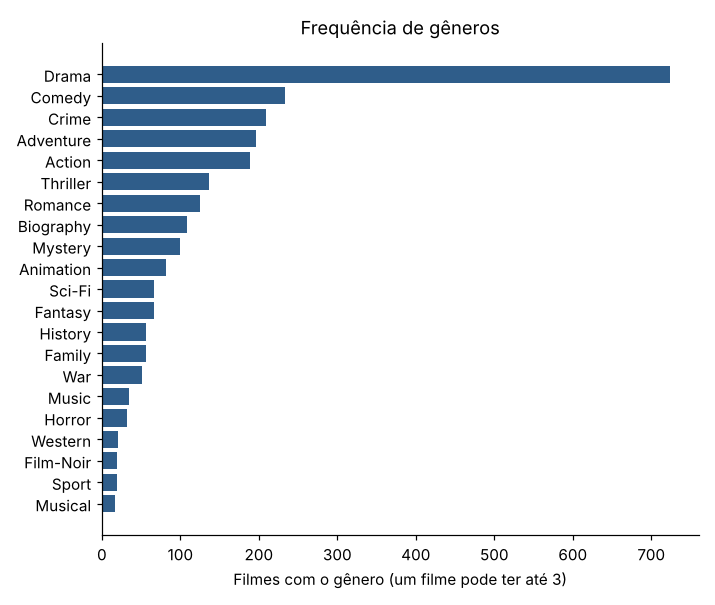 Frequência de gêneros
Drama
Comedy
Crime
Adventure
Action
Thriller
Romance
Biography
Mystery
Animation
Sci-Fi
Fantasy
History
Family
War
Music
Horror
Western
Film-Noir
Sport
Musical
0 100 200 300 400 500 600 700
Filmes com o gênero (um filme pode ter até 3)